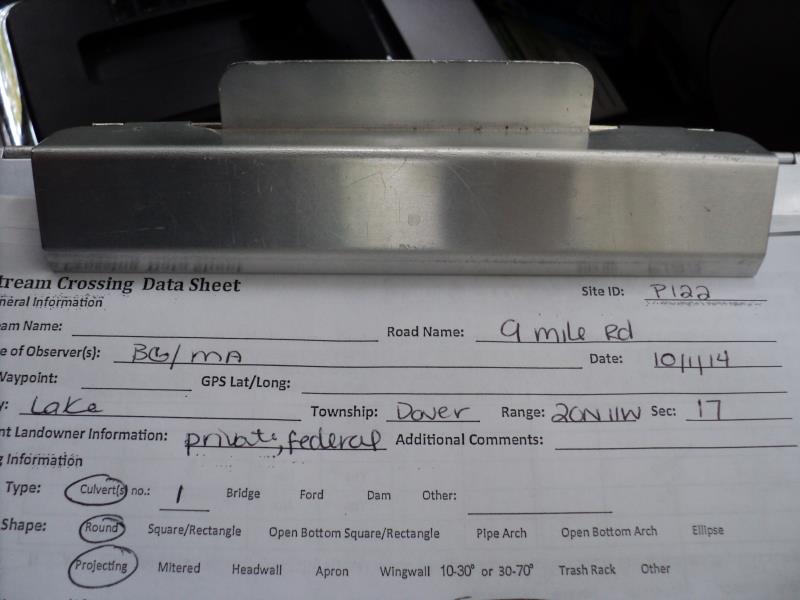 tream Crossing Data Sheet
Site ID: P122
neral Information
eam Name: Road Name: 9 mile Rd
e of Observer(s): BG/MA Date: 10/1/14
Waypoint: GPS Lat/Long:
y: Lake Township: Dover Range: 20N11W Sec: 17
nt Landowner Information: private, federal Additional Comments:
g Information
Type: Culvert(s) no.: 1 Bridge Ford Dam Other:
Shape: Round Square/Rectangle Open Bottom Square/Rectangle Pipe Arch Open Bottom Arch Ellipse
Projecting Mitered Headwall Apron Wingwall 10-30° or 30-70° Trash Rack Other